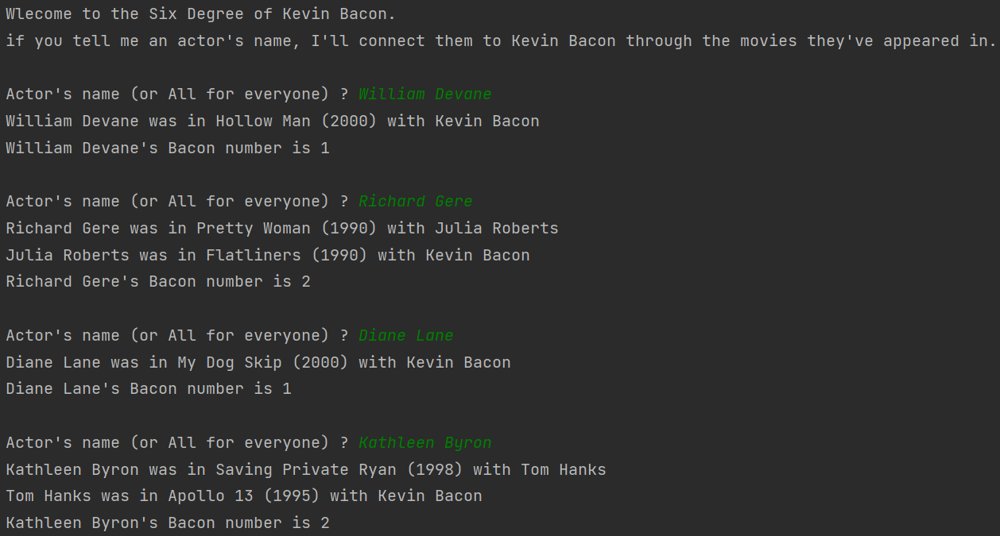 Wlecome to the Six Degree of Kevin Bacon.
if you tell me an actor's name, I'll connect them to Kevin Bacon through the movies they've appeared in.
Actor's name (or All for everyone) ? William Devane
William Devane was in Hollow Man (2000) with Kevin Bacon
William Devane's Bacon number is 1
Actor's name (or All for everyone) ? Richard Gere
Richard Gere was in Pretty Woman (1990) with Julia Roberts
Julia Roberts was in Flatliners (1990) with Kevin Bacon
Richard Gere's Bacon number is 2
Actor's name (or All for everyone) ? Diane Lane
Diane Lane was in My Dog Skip (2000) with Kevin Bacon
Diane Lane's Bacon number is 1
Actor's name (or All for everyone) ? Kathleen Byron
Kathleen Byron was in Saving Private Ryan (1998) with Tom Hanks
Tom Hanks was in Apollo 13 (1995) with Kevin Bacon
Kathleen Byron's Bacon number is 2